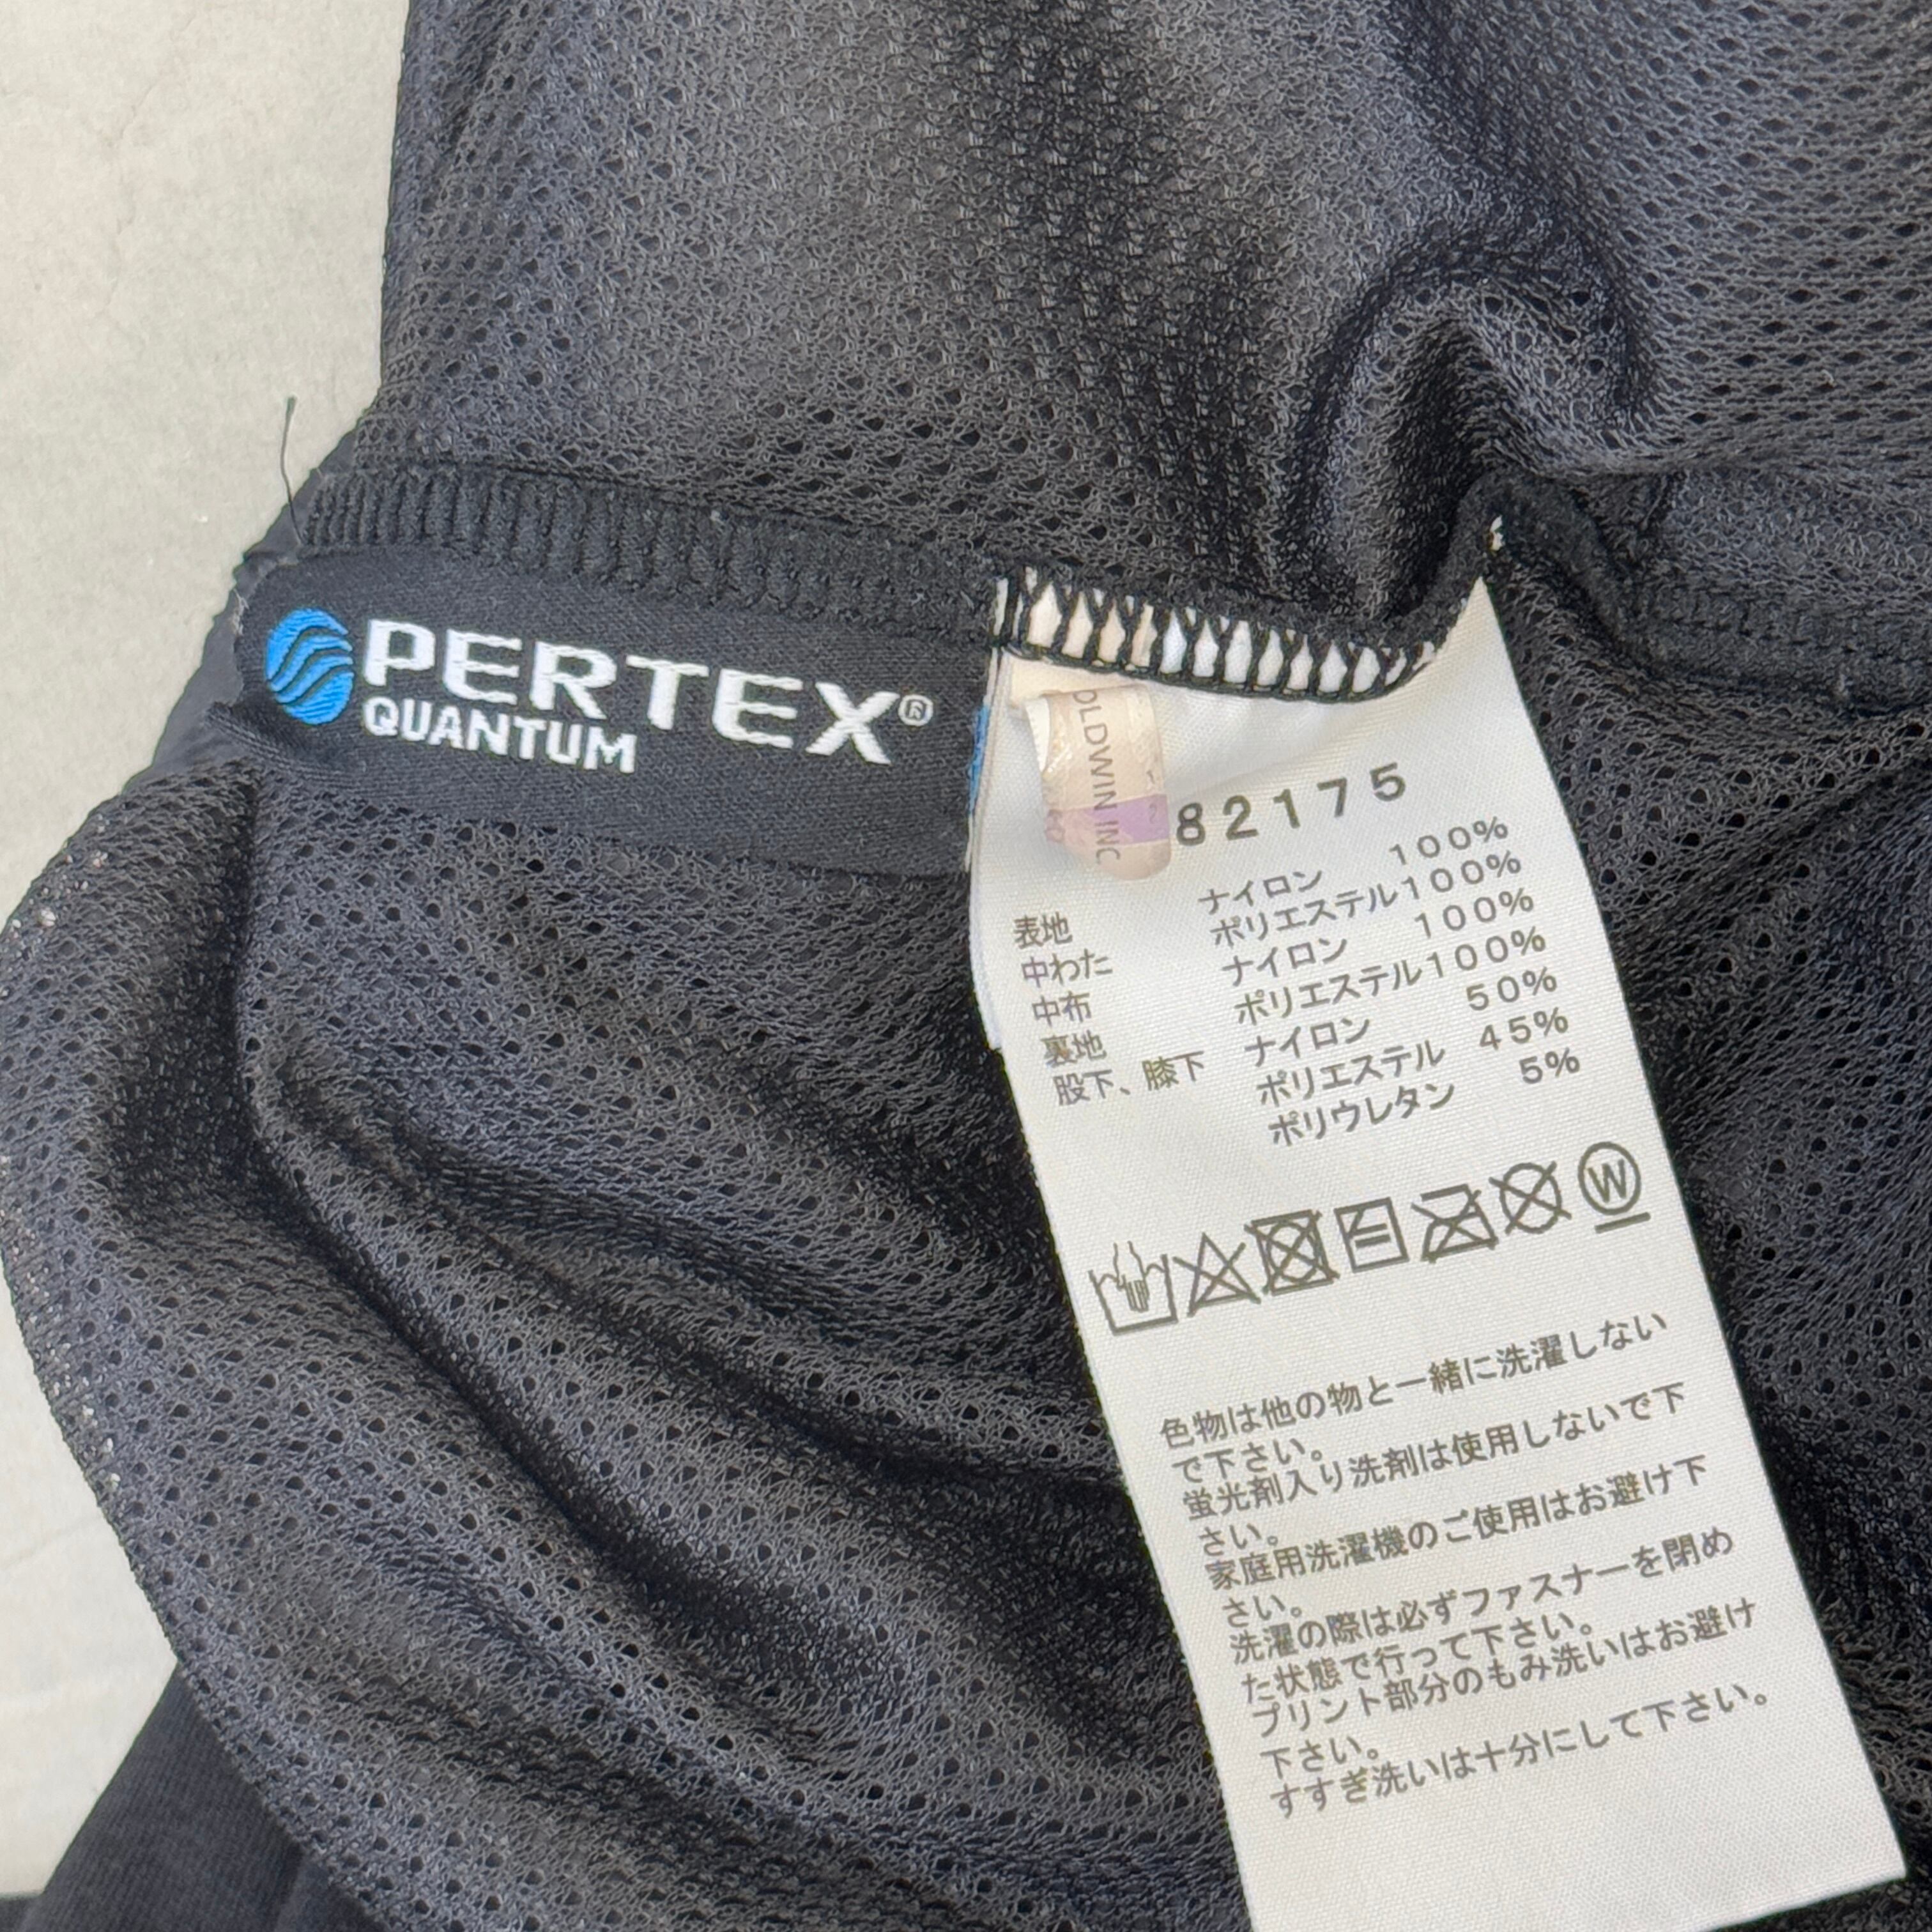 PERTEX®
QUANTUM
OLDWIN INC
82175
表地 ナイロン 100%
中わた ポリエステル 100%
中布 ナイロン 100%
裏地 ポリエステル 100%
股下、膝下 ナイロン 50%
ポリエステル 45%
ポリウレタン 5%
W
色物は他の物と一緒に洗濯しない
で下さい。
蛍光剤入り洗剤は使用しないで下
さい。
家庭用洗濯機のご使用はお避け下
さい。
洗濯の際は必ずファスナーを閉め
た状態で行って下さい。
プリント部分のもみ洗いはお避け
下さい。
すすぎ洗いは十分にして下さい。